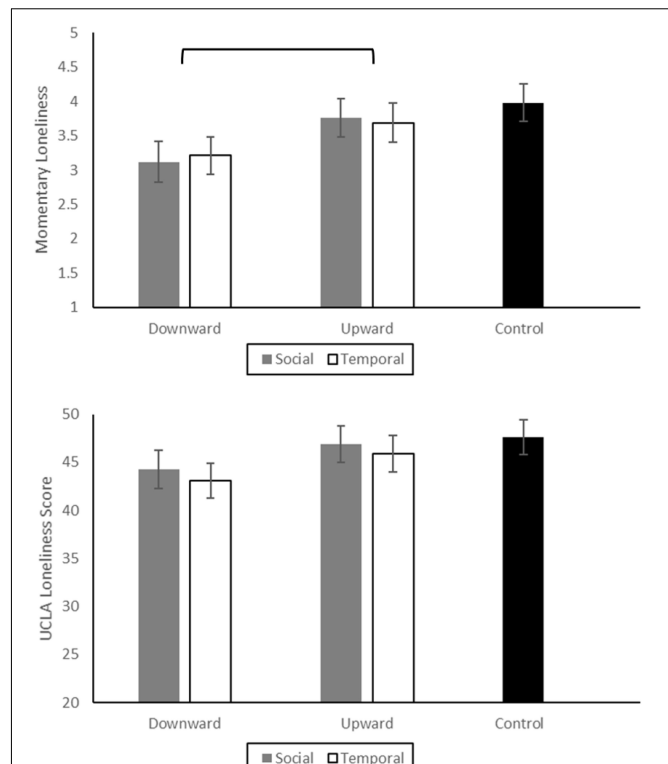 5
4.5
4
3.5
3
2.5
2
1.5
1
Momentary Loneliness
Downward Upward Control
Social Temporal
50
45
40
35
30
25
20
UCLA Loneliness Score
Downward Upward Control
Social Temporal